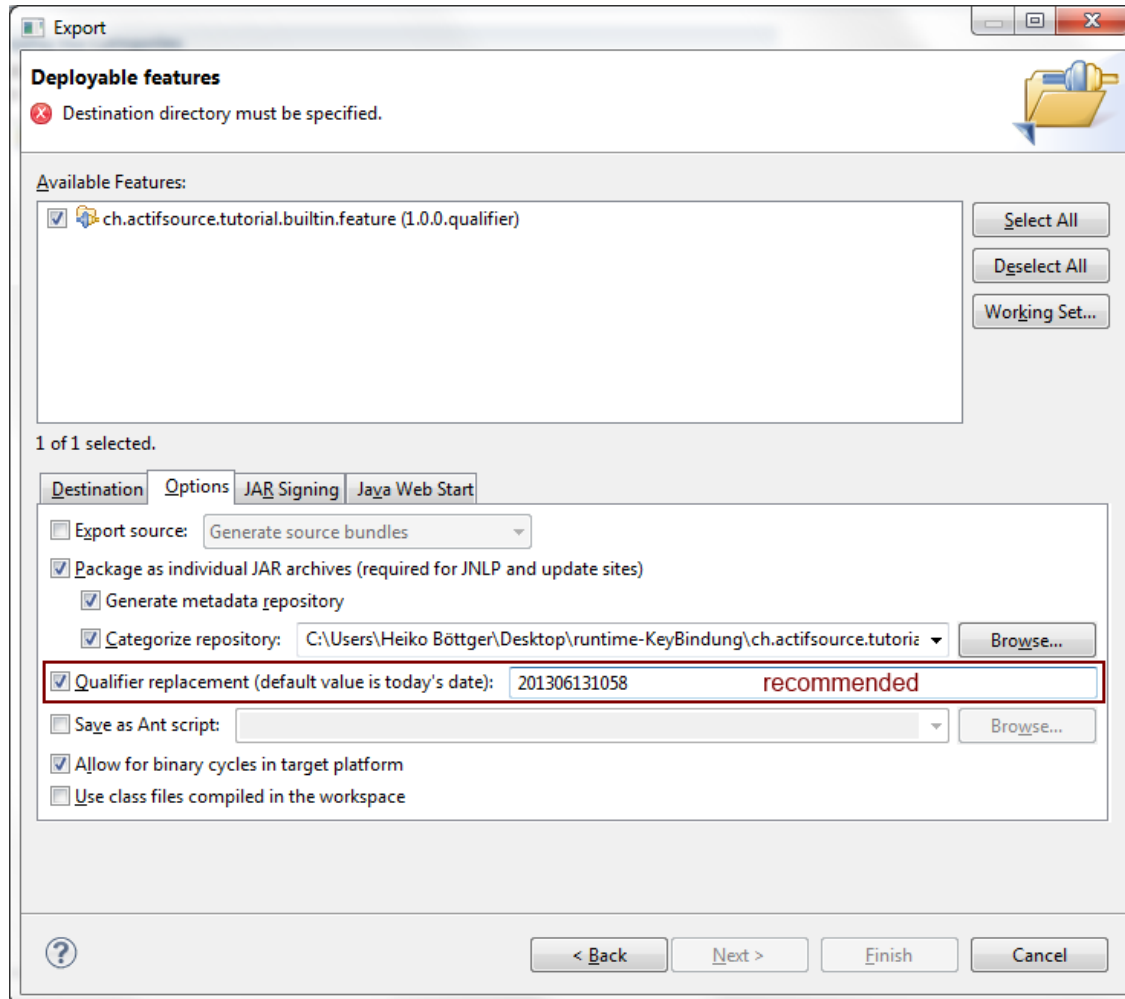 Export
Deployable features
Destination directory must be specified.
Available Features:
ch.actifsource.tutorial.builtin.feature (1.0.0.qualifier)
Select All
Deselect All
Working Set...
1 of 1 selected.
Destination Options JAR Signing Java Web Start
Export source: Generate source bundles
Package as individual JAR archives (required for JNLP and update sites)
Generate metadata repository
Categorize repository: C:\Users\Heiko Böttger\Desktop\runtime-KeyBindung\ch.actifsource.tutoria Browse...
Qualifier replacement (default value is today's date): 201306131058 recommended
Save as Ant script: Browse...
Allow for binary cycles in target platform
Use class files compiled in the workspace
? < Back Next > Finish Cancel